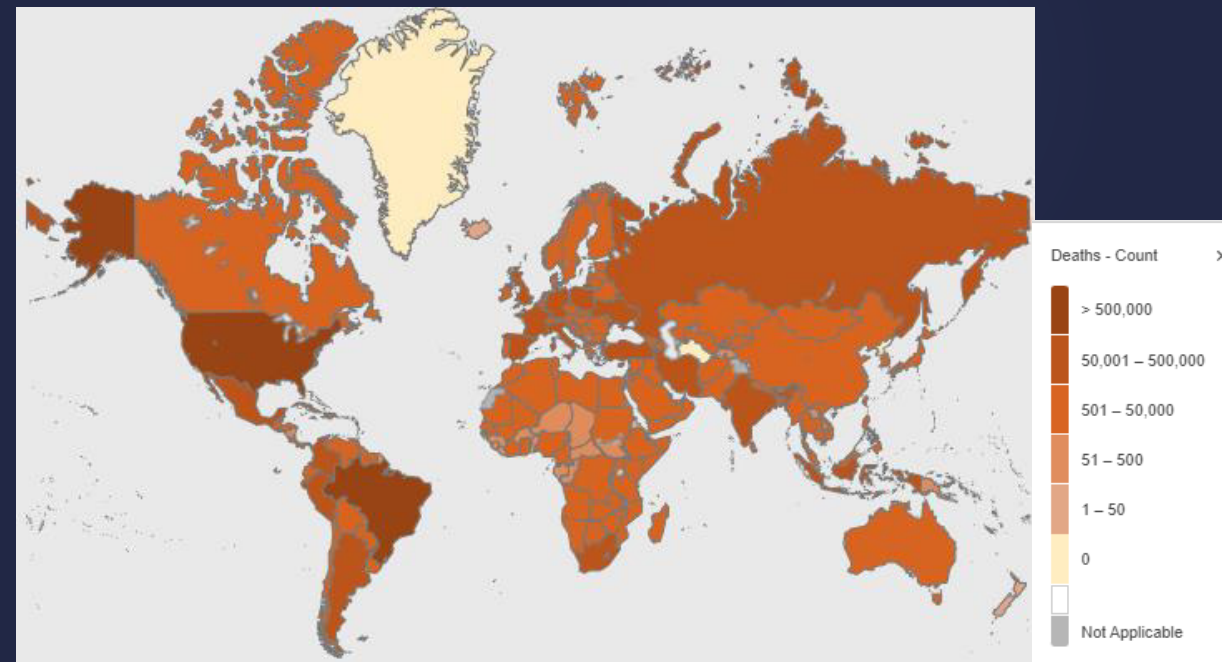 Deaths - Count ×
> 500,000
50,001 – 500,000
501 – 50,000
51 – 500
1 – 50
0
Not Applicable